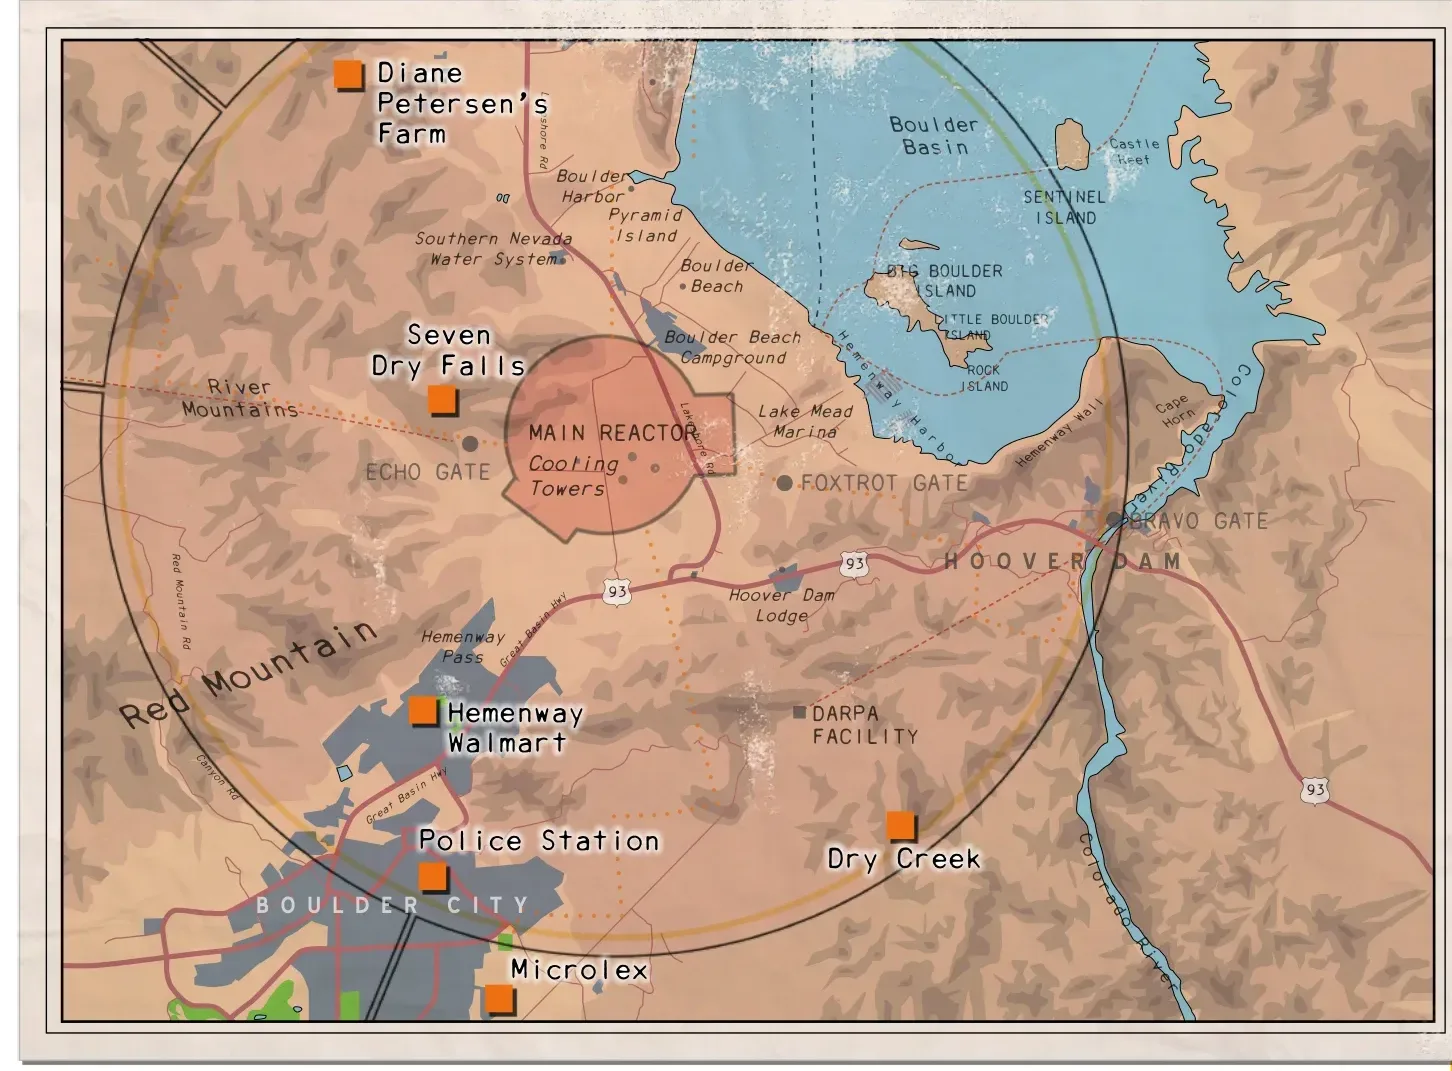 Diane
Petersen's
Farm
Lakeshore Rd
Boulder
Basin
Castle
Reef
Boulder
Harbor
SENTINEL
ISLAND
Pyramid
Island
Southern Nevada
Water System
Boulder
Beach
BIG BOULDER
ISLAND
LITTLE BOULDER
ISLAND
Seven
Dry Falls
Boulder Beach
Campground
Hemenway Harbor
ROCK
ISLAND
Colorado River
River
Mountains
Cape
Horn
Lake Mead
Marina
Hemenway Wall
MAIN REACTOR
Lakeshore Rd
Cooling
Towers
ECHO GATE
FOXTROT GATE
BRAVO GATE
HOOVER DAM
93
93
Red Mountain Rd
Hoover Dam
Lodge
Great Basin Hwy
Hemenway
Pass
Red Mountain
Hemenway
Walmart
DARPA
FACILITY
Canyon Rd
Great Basin Hwy
93
Police Station
Dry Creek
Colorado River
BOULDER CITY
Microlex